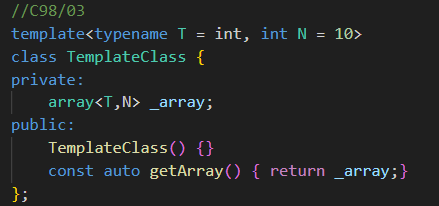 //C98/03
template<typename T = int, int N = 10>
class TemplateClass {
private:
    array<T,N> _array;
public:
    TemplateClass() {}
    const auto getArray() { return _array;}
};